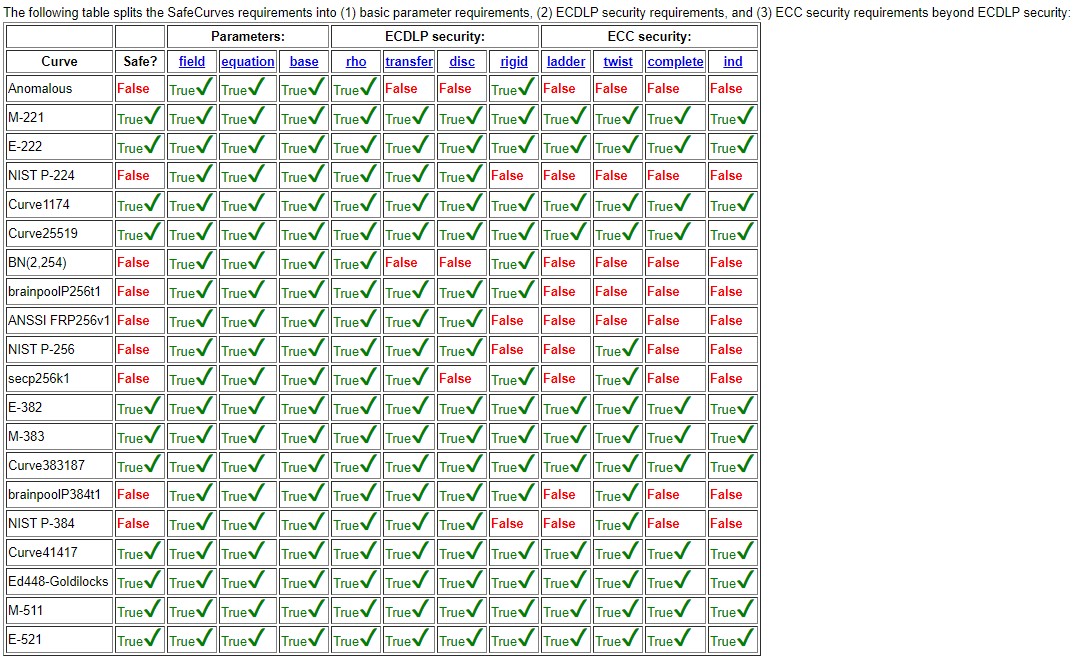 The following table splits the SafeCurves requirements into (1) basic parameter requirements, (2) ECDLP security requirements, and (3) ECC security requirements beyond ECDLP security:
Parameters: ECDLP security: ECC security:
Curve Safe? field equation base rho transfer disc rigid ladder twist complete ind
Anomalous False True✔ True✔ True✔ True✔ False False True✔ False False False False
M-221 True✔ True✔ True✔ True✔ True✔ True✔ True✔ True✔ True✔ True✔ True✔ True✔
E-222 True✔ True✔ True✔ True✔ True✔ True✔ True✔ True✔ True✔ True✔ True✔ True✔
NIST P-224 False True✔ True✔ True✔ True✔ True✔ True✔ False False False False False
Curve1174 True✔ True✔ True✔ True✔ True✔ True✔ True✔ True✔ True✔ True✔ True✔ True✔
Curve25519 True✔ True✔ True✔ True✔ True✔ True✔ True✔ True✔ True✔ True✔ True✔ True✔
BN(2,254) False True✔ True✔ True✔ True✔ False False True✔ False False False False
brainpoolP256t1 False True✔ True✔ True✔ True✔ True✔ True✔ True✔ False False False False
ANSSI FRP256v1 False True✔ True✔ True✔ True✔ True✔ True✔ False False False False False
NIST P-256 False True✔ True✔ True✔ True✔ True✔ True✔ False False True✔ False False
secp256k1 False True✔ True✔ True✔ True✔ True✔ False True✔ False True✔ False False
E-382 True✔ True✔ True✔ True✔ True✔ True✔ True✔ True✔ True✔ True✔ True✔ True✔
M-383 True✔ True✔ True✔ True✔ True✔ True✔ True✔ True✔ True✔ True✔ True✔ True✔
Curve383187 True✔ True✔ True✔ True✔ True✔ True✔ True✔ True✔ True✔ True✔ True✔ True✔
brainpoolP384t1 False True✔ True✔ True✔ True✔ True✔ True✔ True✔ False True✔ False False
NIST P-384 False True✔ True✔ True✔ True✔ True✔ True✔ False False True✔ False False
Curve41417 True✔ True✔ True✔ True✔ True✔ True✔ True✔ True✔ True✔ True✔ True✔ True✔
Ed448-Goldilocks True✔ True✔ True✔ True✔ True✔ True✔ True✔ True✔ True✔ True✔ True✔ True✔
M-511 True✔ True✔ True✔ True✔ True✔ True✔ True✔ True✔ True✔ True✔ True✔ True✔
E-521 True✔ True✔ True✔ True✔ True✔ True✔ True✔ True✔ True✔ True✔ True✔ True✔